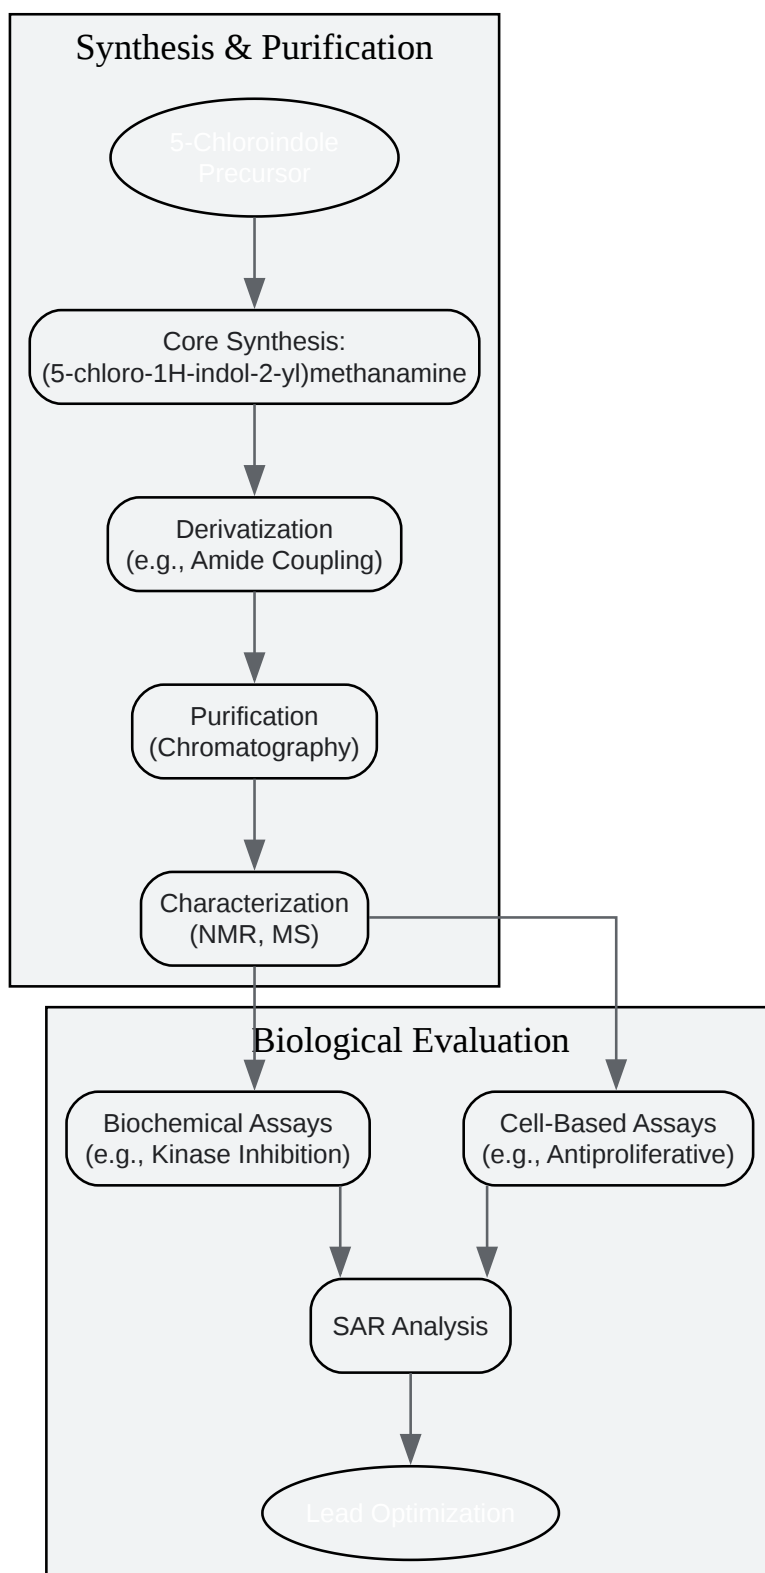 Synthesis & Purification
5-Chloroindole
Precursor
Core Synthesis:
(5-chloro-1H-indol-2-yl)methanamine
Derivatization
(e.g., Amide Coupling)
Purification
(Chromatography)
Characterization
(NMR, MS)
Biological Evaluation
Biochemical Assays
(e.g., Kinase Inhibition)
Cell-Based Assays
(e.g., Antiproliferative)
SAR Analysis
Lead Optimization